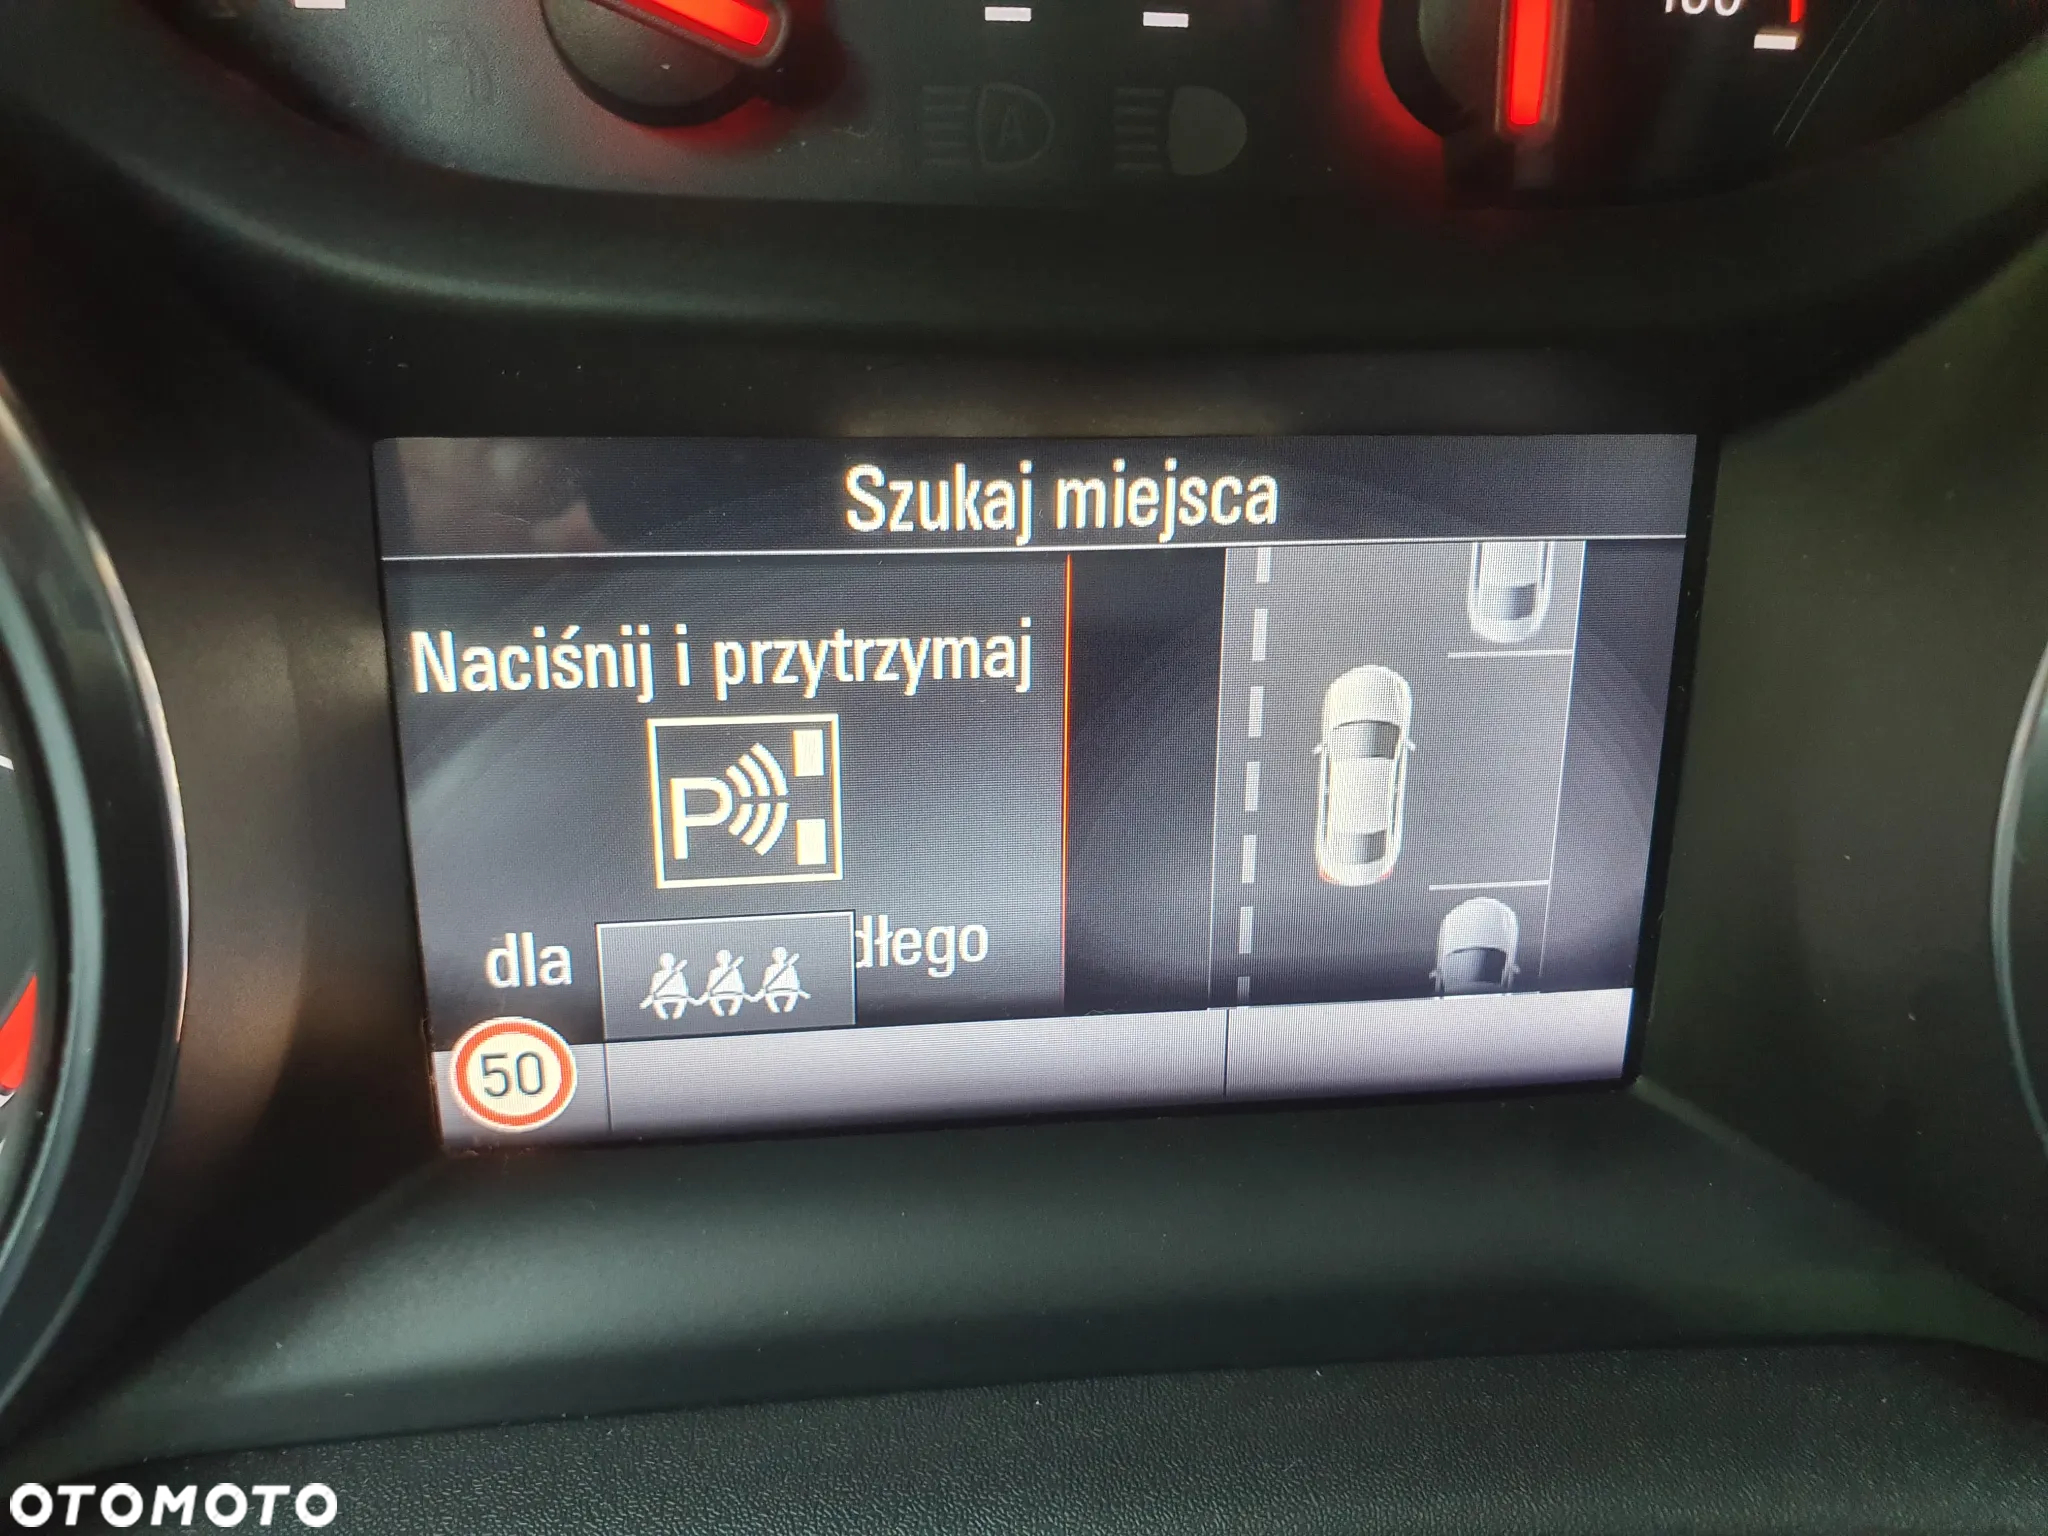 Szukaj miejsca
Naciśnij i przytrzymaj
P
dla dłego
50
OTOMOTO